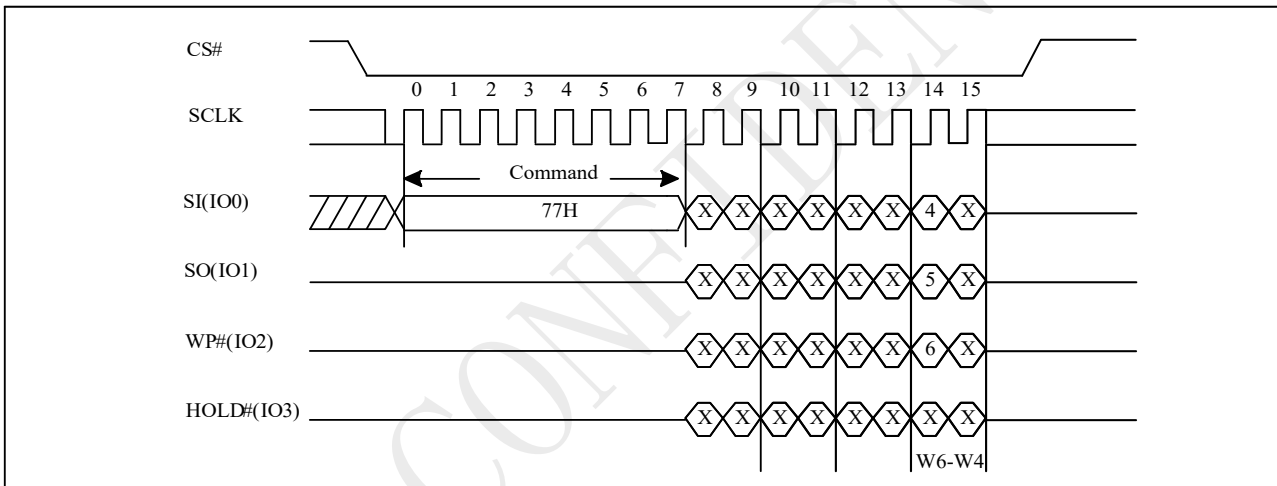 CS#
0 1 2 3 4 5 6 7 8 9 10 11 12 13 14 15
SCLK
Command
SI(IO0) 77H X X X X X X 4 X
SO(IO1) X X X X X X 5 X
WP#(IO2) X X X X X X 6 X
HOLD#(IO3) X X X X X X X X
W6-W4